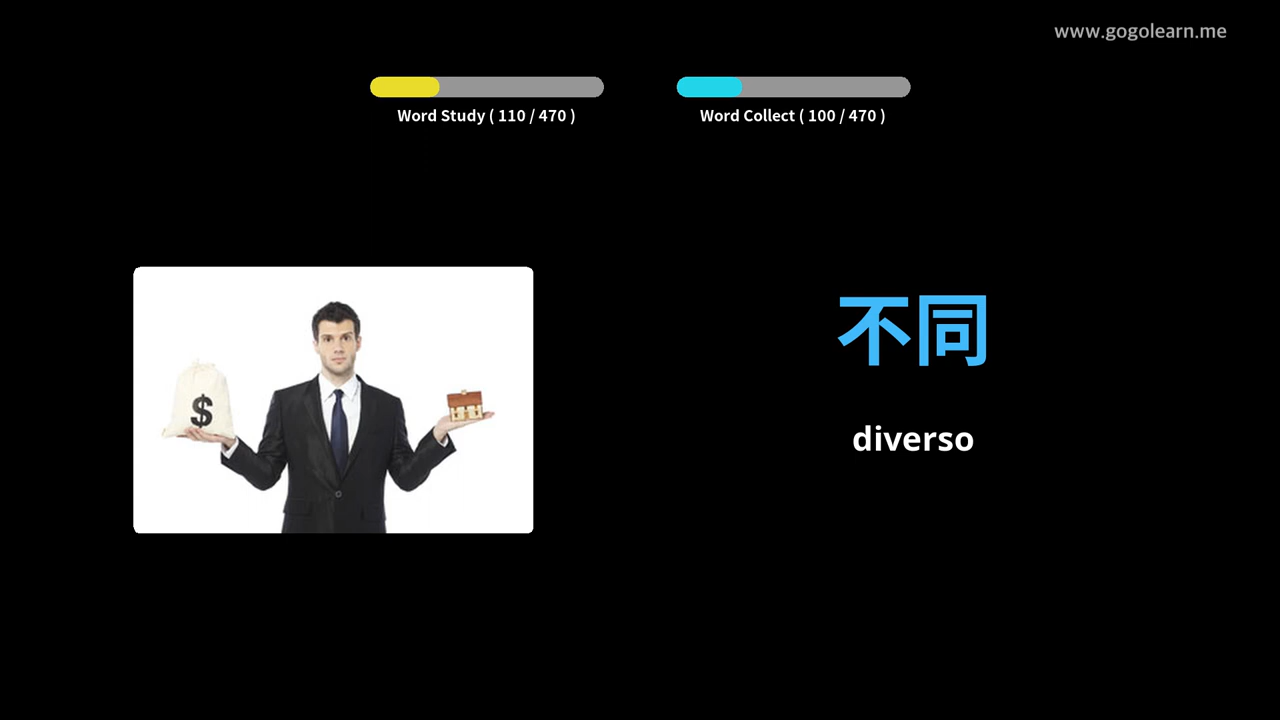 www.gogolearn.me
Word Study ( 110 / 470 )
Word Collect ( 100 / 470 )
$
不同
diverso